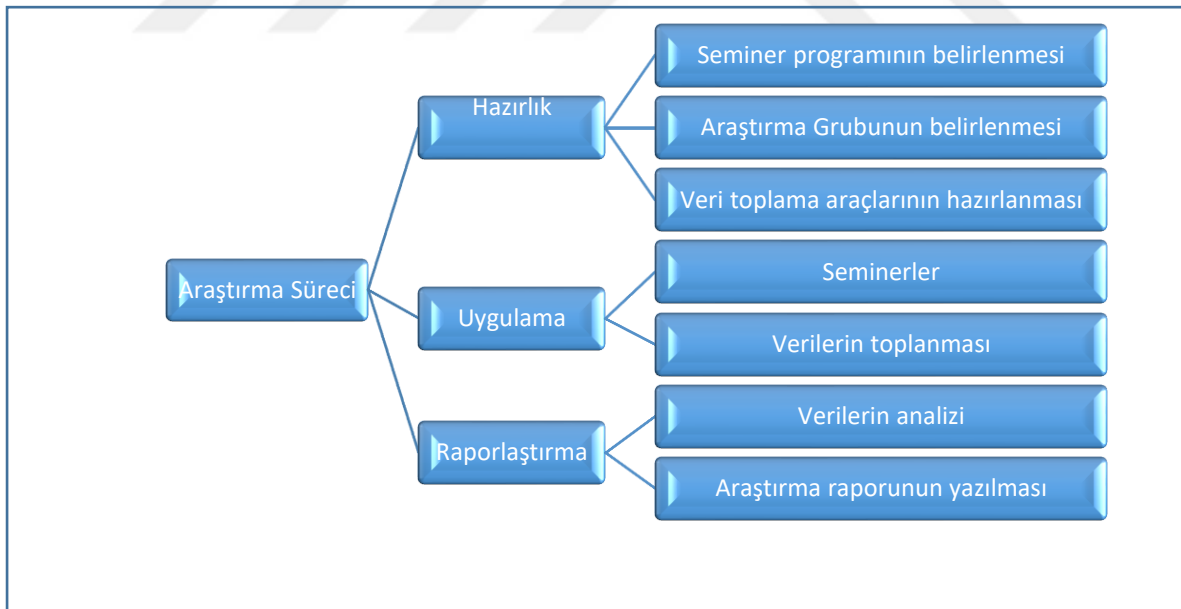 Araştırma Süreci
Hazırlık
Seminer programının belirlenmesi
Araştırma Grubunun belirlenmesi
Veri toplama araçlarının hazırlanması
Uygulama
Seminerler
Verilerin toplanması
Raporlaştırma
Verilerin analizi
Araştırma raporunun yazılması